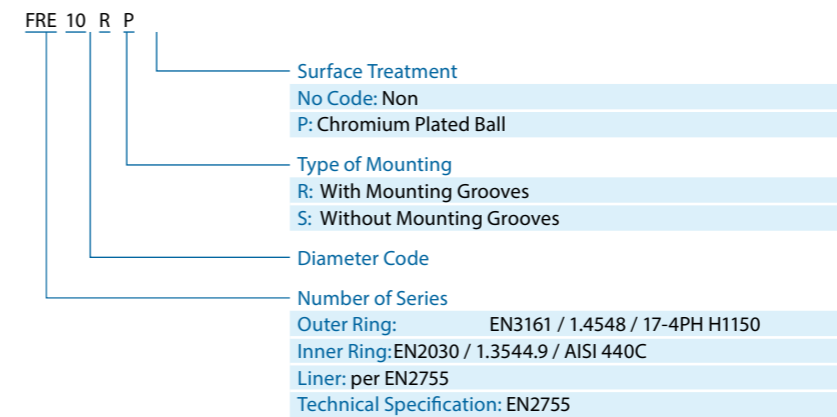 FRE 10 R P
Surface Treatment
No Code: Non
P: Chromium Plated Ball
Type of Mounting
R: With Mounting Grooves
S: Without Mounting Grooves
Diameter Code
Number of Series
Outer Ring: EN3161 / 1.4548 / 17-4PH H1150
Inner Ring:EN2030 / 1.3544.9 / AISI 440C
Liner: per EN2755
Technical Specification: EN2755